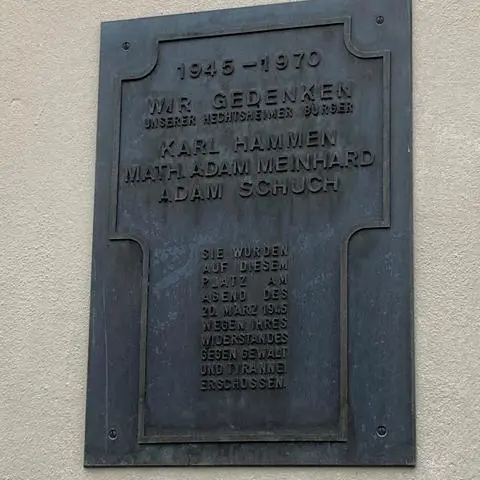 1945-1970
WIR GEDENKEN
UNSERER HECHTSHEIMER BÜRGER
KARL HAMMEN
MATH. ADAM MEINHARD
ADAM SCHUCH
SIE WURDEN
AUF DIESEM
PLATZ AM
ABEND DES
20. MÄRZ 1945
WEGEN IHRES
WIDERSTANDES
GEGEN GEWALT
UND TYRANNEI
ERSCHOSSEN.